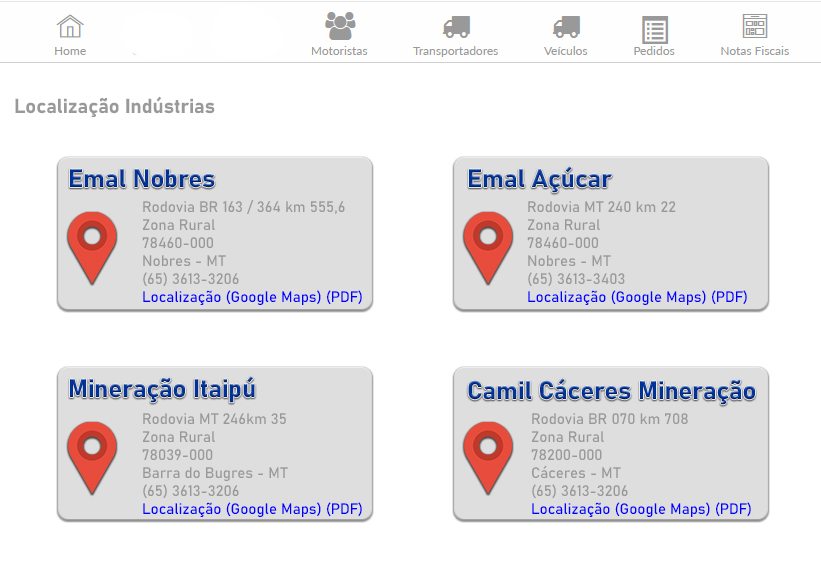 Home
Motoristas
Transportadores
Veículos
Pedidos
Notas Fiscais
Localização Indústrias
Emal Nobres
Rodovia BR 163 / 364 km 555,6
Zona Rural
78460-000
Nobres - MT
(65) 3613-3206
Localização (Google Maps) (PDF)
Emal Açúcar
Rodovia MT 240 km 22
Zona Rural
78460-000
Nobres - MT
(65) 3613-3403
Localização (Google Maps) (PDF)
Mineração Itaipú
Rodovia MT 246km 35
Zona Rural
78039-000
Barra do Bugres - MT
(65) 3613-3206
Localização (Google Maps) (PDF)
Camil Cáceres Mineração
Rodovia BR 070 km 708
Zona Rural
78200-000
Cáceres - MT
(65) 3613-3206
Localização (Google Maps) (PDF)